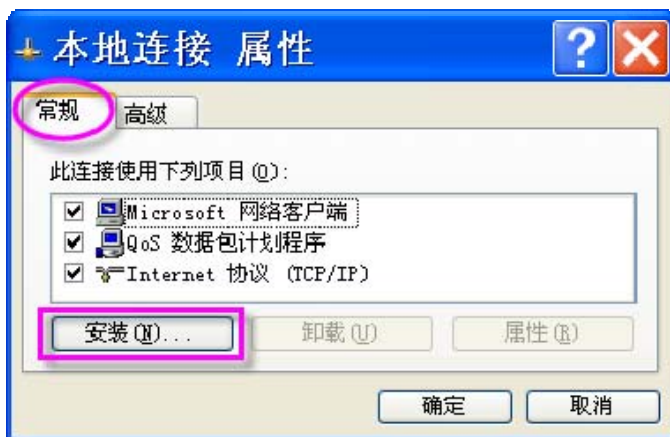 本地连接 属性
常规 高级
此连接使用下列项目(O):
Microsoft 网络客户端
QoS 数据包计划程序
Internet 协议 (TCP/IP)
安装(N)... 卸载(U) 属性(R)
确定 取消